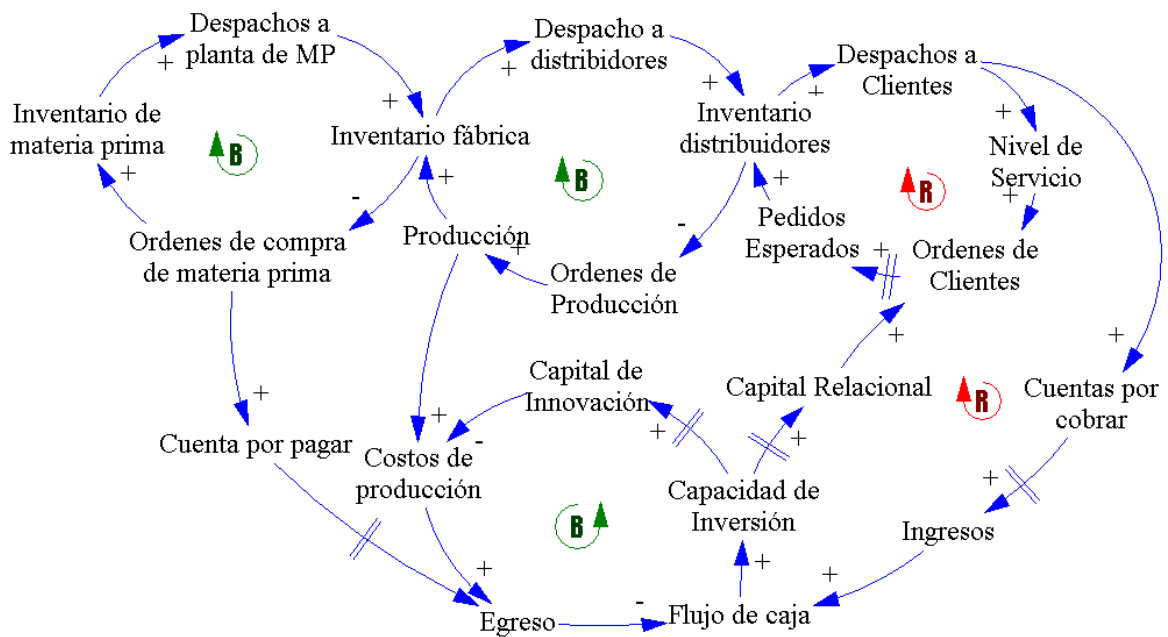 Despachos a
planta de MP
+
+
Inventario de
materia prima
+
B
Inventario fábrica
Despacho a
distribidores
+
+
Inventario
distribuidores
+
Despachos a
Clientes
+
Nivel de
Servicio
+
R
B
+
-
+
-
Ordenes de compra
de materia prima
Producción
+
Ordenes de
Producción
Pedidos
Esperados
+
Ordenes de
Clientes
+
+
Cuenta por pagar
+
Costos de
producción
-
Capital de
Innovación
+
Capital Relacional
+
R
+
Cuentas por
cobrar
Capacidad de
Inversión
+
Ingresos
B
+
Egreso
-
Flujo de caja
+
+